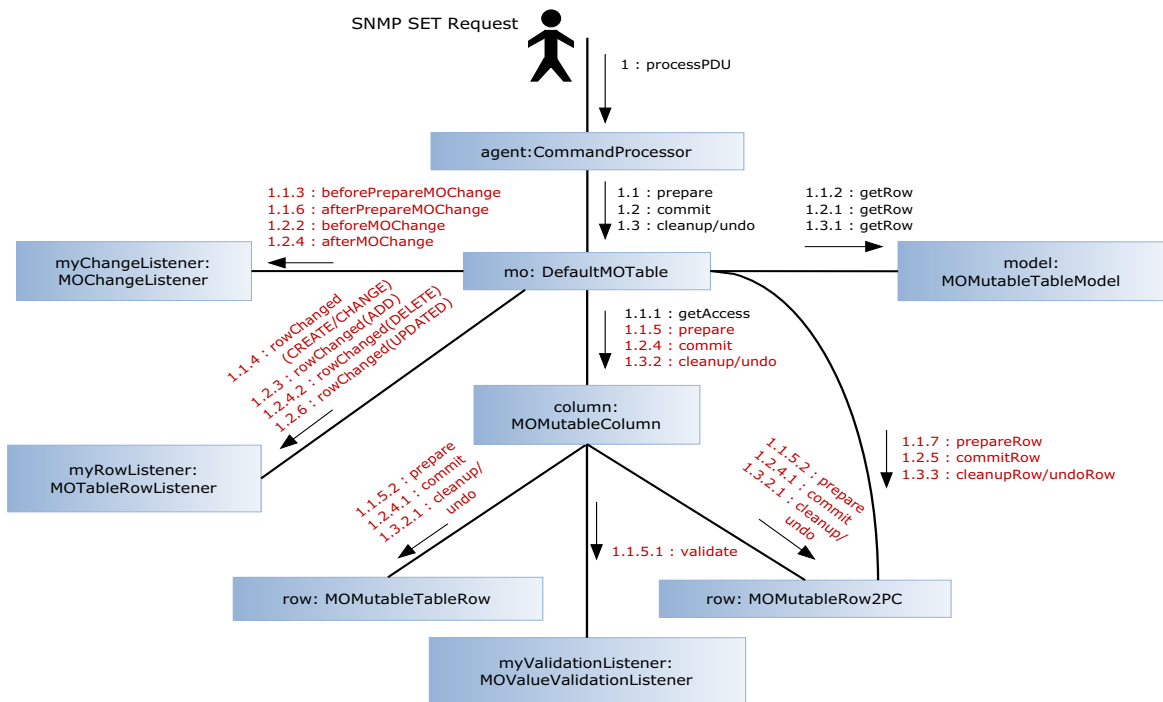 SNMP SET Request
1 : processPDU
agent:CommandProcessor
1.1.3 : beforePrepareMOChange
1.1.6 : afterPrepareMOChange
1.2.2 : beforeMOChange
1.2.4 : afterMOChange
1.1 : prepare
1.2 : commit
1.3 : cleanup/undo
1.1.2 : getRow
1.2.1 : getRow
1.3.1 : getRow
myChangeListener:
MOChangeListener
mo: DefaultMOTable
model:
MOMutableTableModel
1.1.4 : rowChanged
(CREATE/CHANGE)
1.2.3 : rowChanged(ADD)
1.2.4.2 : rowChanged(DELETE)
1.2.6 : rowChanged(UPDATED)
1.1.1 : getAccess
1.1.5 : prepare
1.2.4 : commit
1.3.2 : cleanup/undo
column:
MOMutableColumn
myRowListener:
MOTableRowListener
1.1.5.2 : prepare
1.2.4.1 : commit
1.3.2.1 : cleanup/
undo
1.1.5.1 : validate
1.1.5.2 : prepare
1.2.4.1 : commit
1.3.2.1 : cleanup/
undo
1.1.7 : prepareRow
1.2.5 : commitRow
1.3.3 : cleanupRow/undoRow
row: MOMutableTableRow
row: MOMutableRow2PC
myValidationListener:
MOValueValidationListener